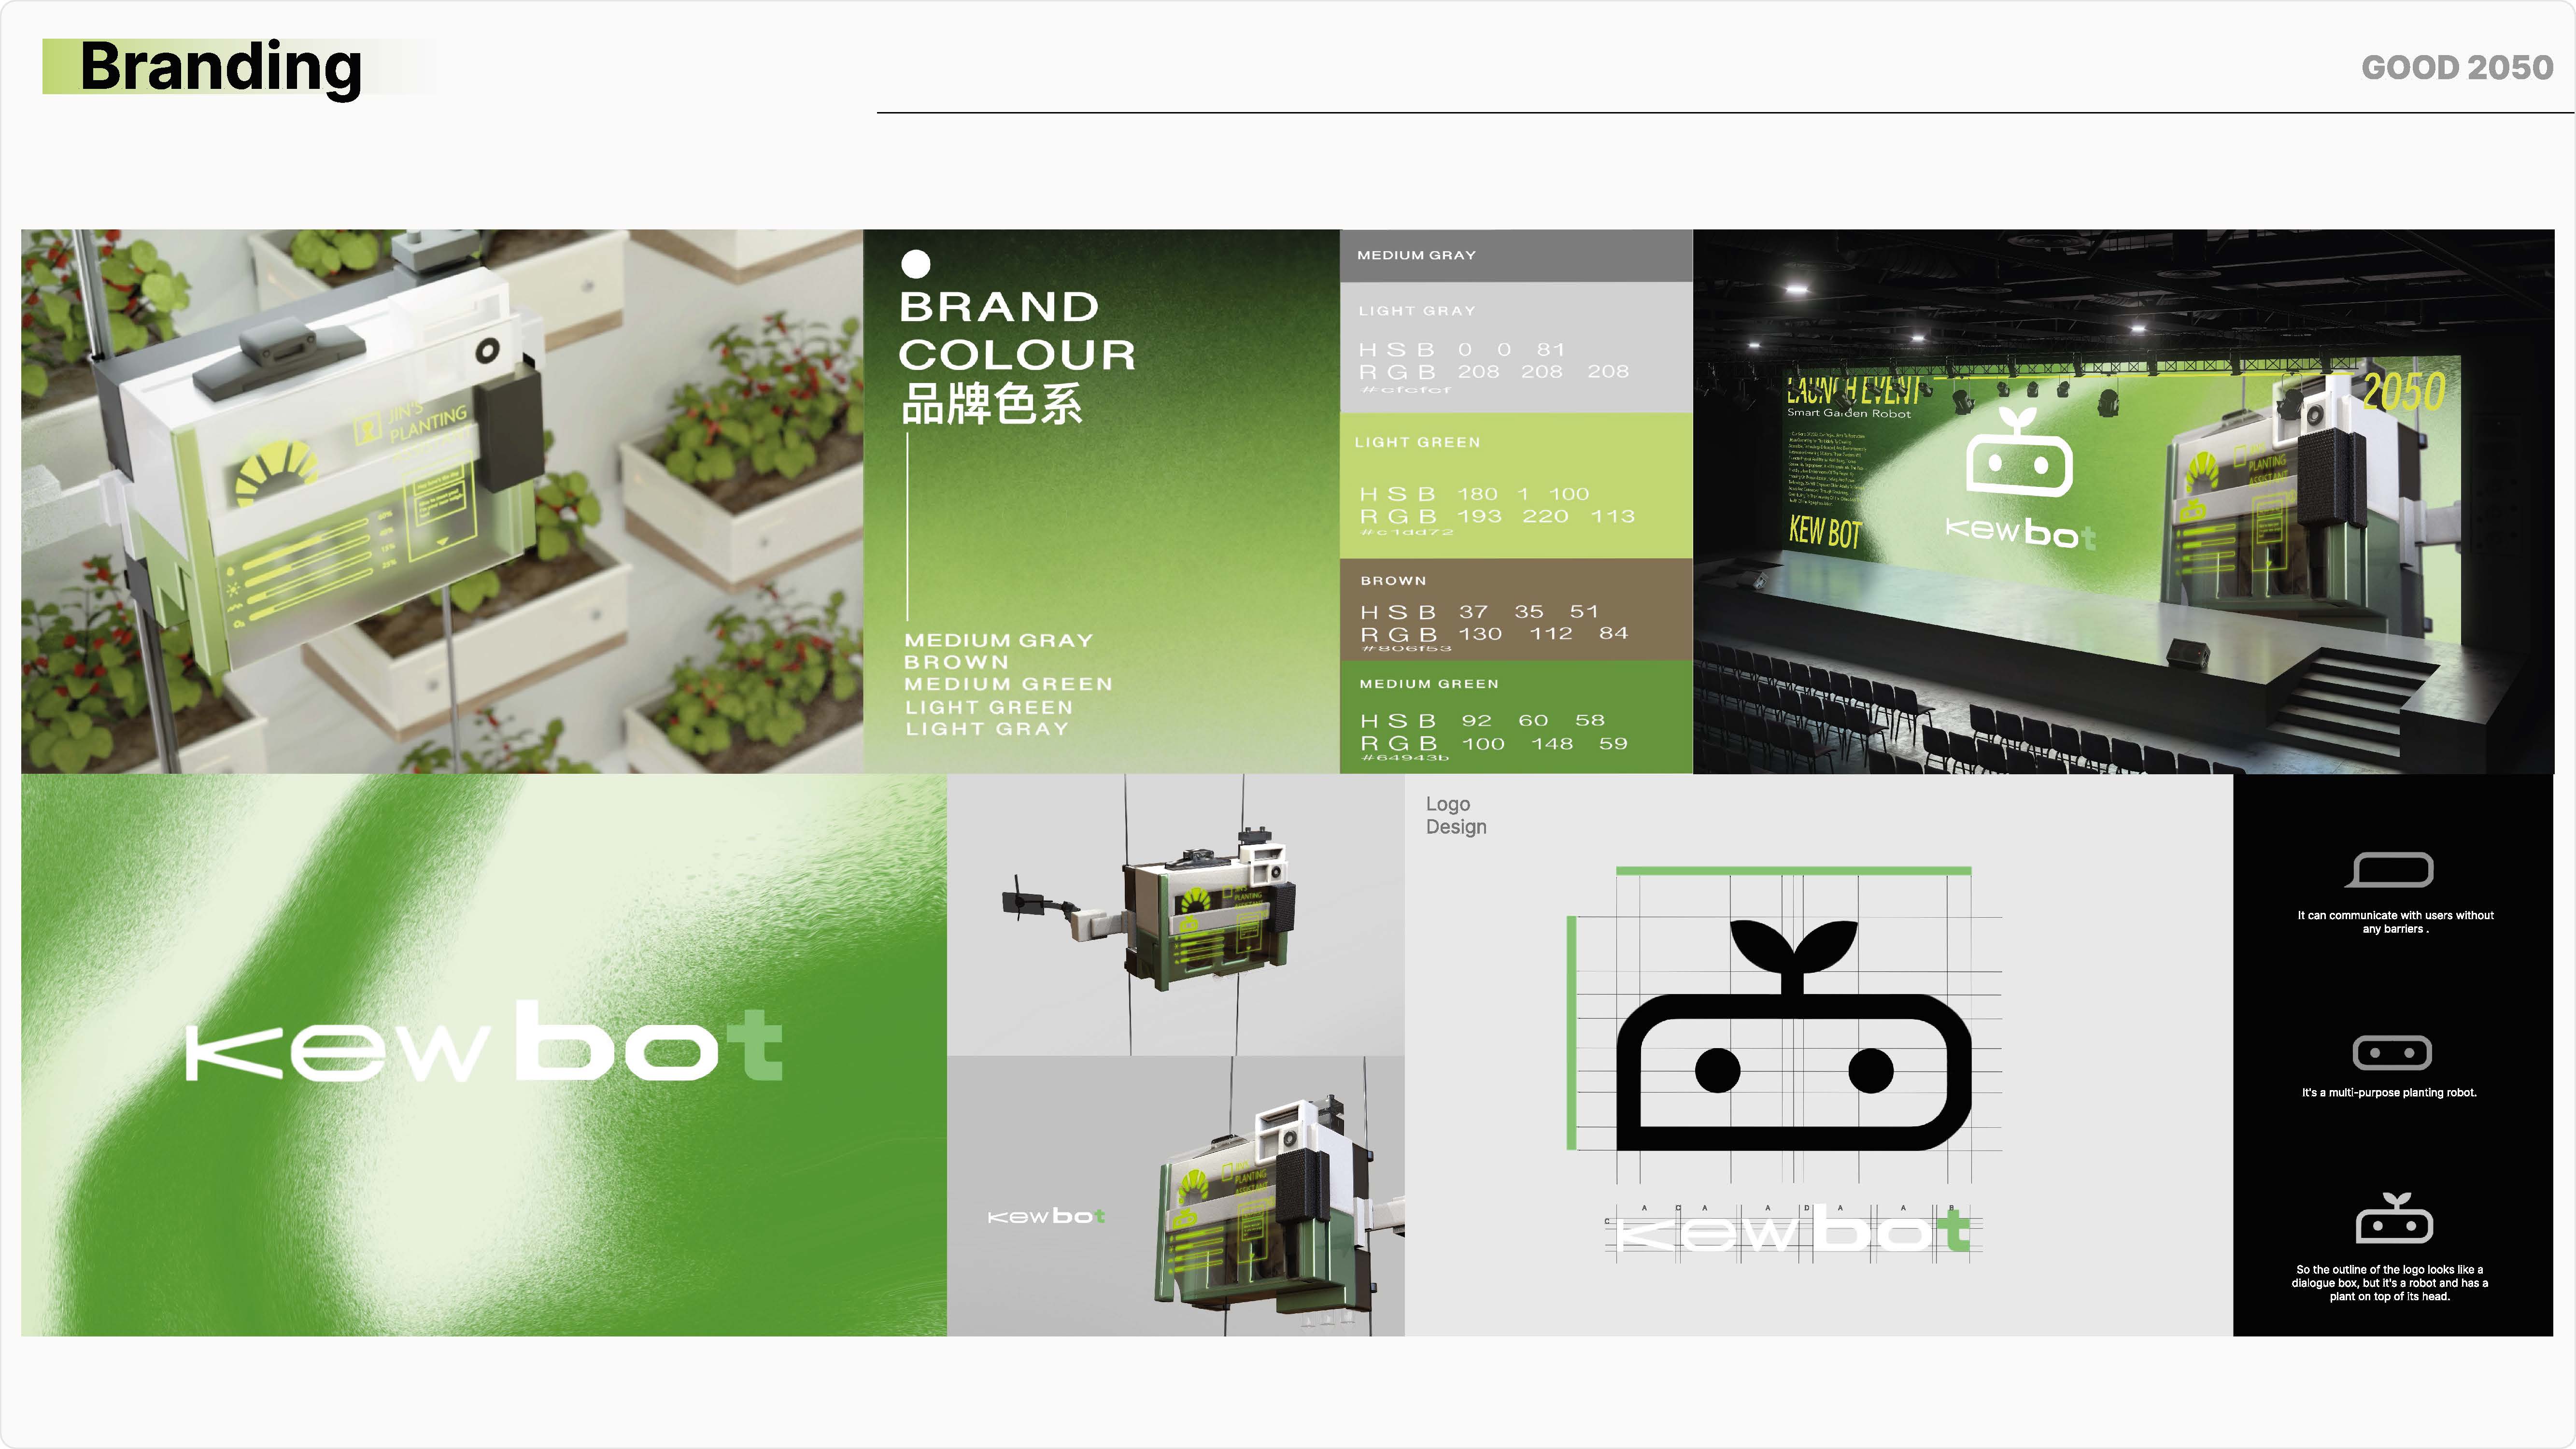 Branding
GOOD 2050
JIN'S
PLANTING
BRAND
COLOUR
品牌色系
MEDIUM GRAY
BROWN
MEDIUM GREEN
LIGHT GREEN
LIGHT GRAY
MEDIUM GRAY
LIGHT GRAY
HSB 0 0 81
RGB 208 208 208
#cfcfcf
LIGHT GREEN
HSB 180 1 100
RGB 193 220 113
#c1dd72
BROWN
HSB 37 35 51
RGB 130 112 84
#806f53
MEDIUM GREEN
HSB 92 60 58
RGB 100 148 59
#64943b
LAUNCH EVENT
Smart Garden Robot
2050
kewbot
KEW BOT
PLANTING
ASSISTANT
kewbot
PLANTING
ASSISTANT
kewbot
Logo
Design
A C A A D A A B
C
kewbot
It can communicate with users without
any barriers .
It's a multi-purpose planting robot.
So the outline of the logo looks like a
dialogue box, but it's a robot and has a
plant on top of its head.